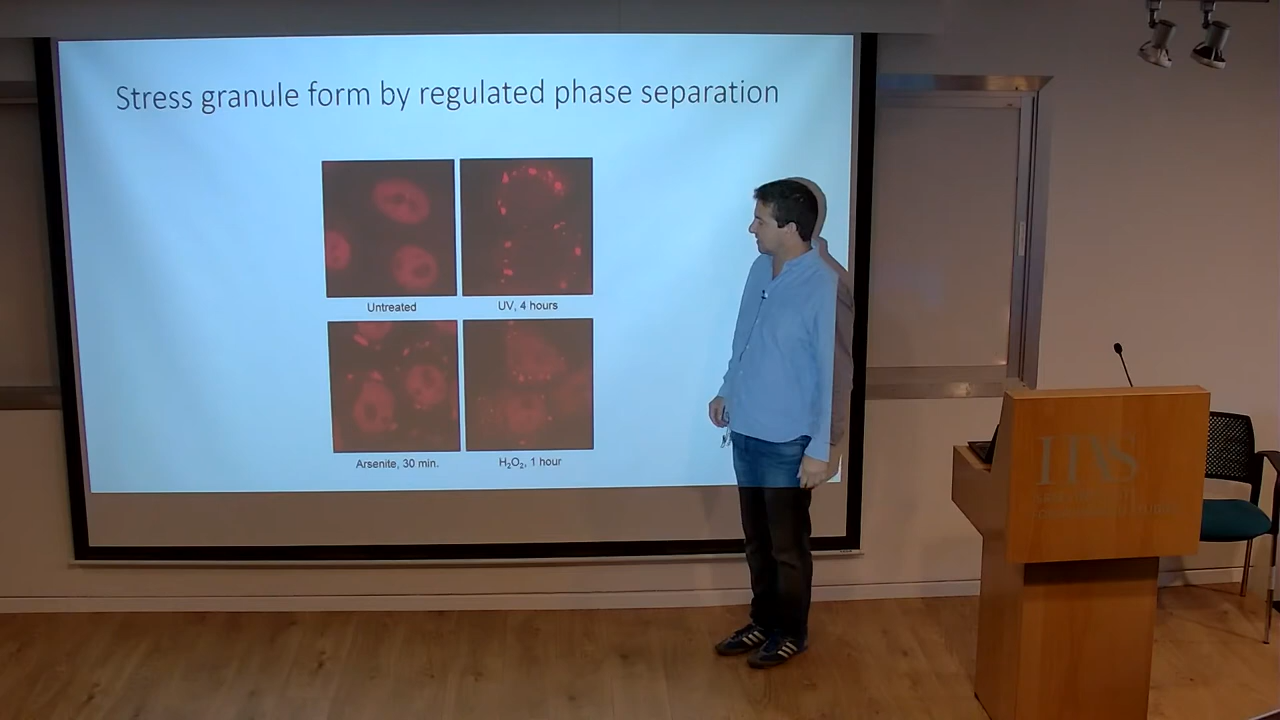 Stress granule form by regulated phase separation
Untreated
UV, 4 hours
Arsenite, 30 min.
H₂O₂, 1 hour
IIAS